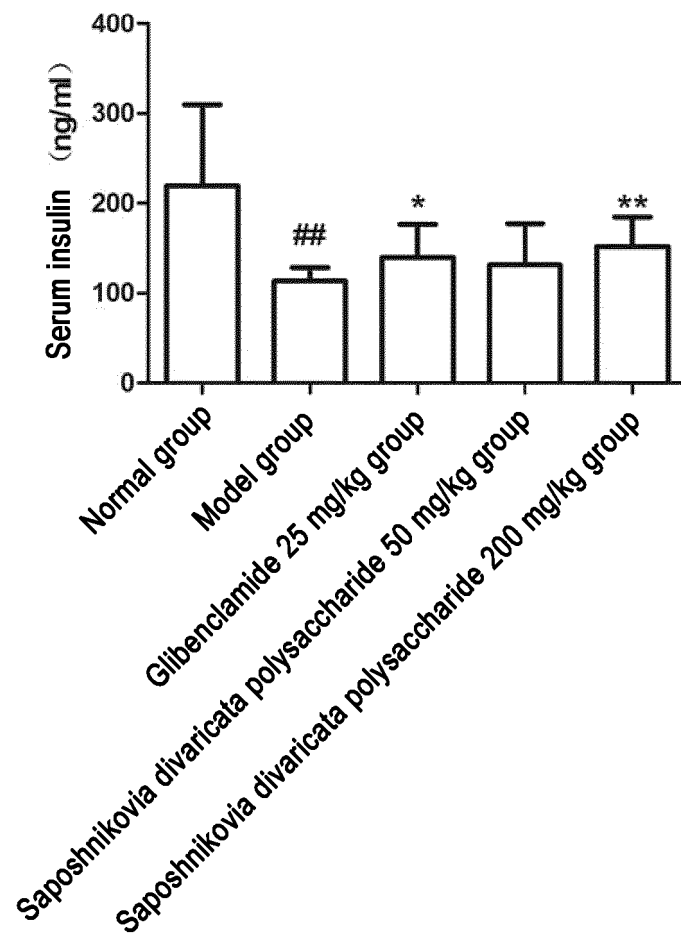 Serum insulin (ng/ml)
400
300
200
100
0
##
*
**
Normal group
Model group
Glibenclamide 25 mg/kg group
Saposhnikovia divaricata polysaccharide 50 mg/kg group
Saposhnikovia divaricata polysaccharide 200 mg/kg group